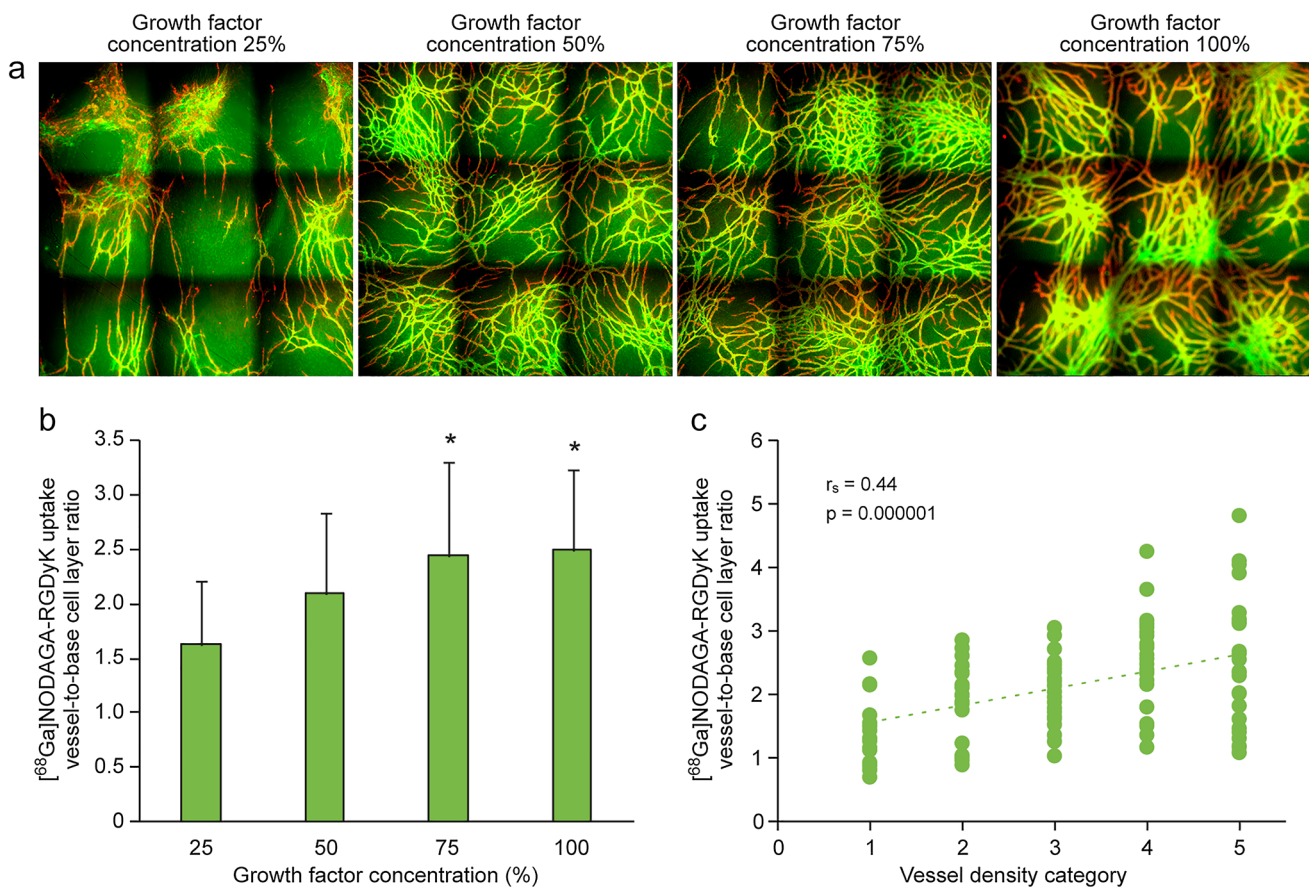 Growth factor
concentration 25%
Growth factor
concentration 50%
Growth factor
concentration 75%
Growth factor
concentration 100%
a
b
[⁶⁸Ga]NODAGA-RGDyK uptake
vessel-to-base cell layer ratio
3.5
3.0
2.5
2.0
1.5
1.0
0.5
0
*
*
25
50
75
100
Growth factor concentration (%)
c
[⁶⁸Ga]NODAGA-RGDyK uptake
vessel-to-base cell layer ratio
6
5
4
3
2
1
0
rₛ = 0.44
p = 0.000001
0
1
2
3
4
5
Vessel density category